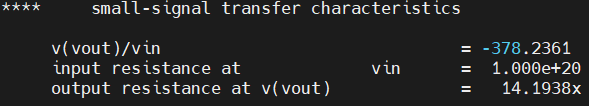 **** small-signal transfer characteristics
v(vout)/vin = -378.2361
input resistance at vin = 1.000e+20
output resistance at v(vout) = 14.1938x